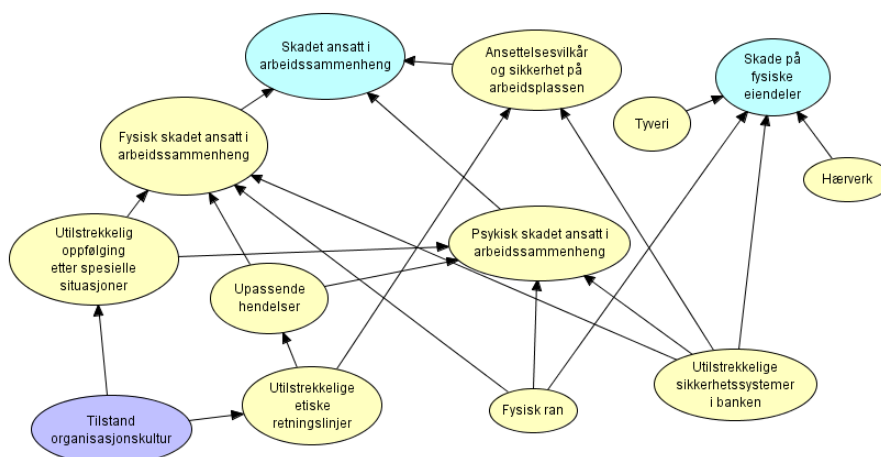 Skadet ansatt i
arbeidssammenheng
Ansettelsesvilkår
og sikkerhet på
arbeidsplassen
Skade på
fysiske
eiendeler
Tyveri
Fysisk skadet ansatt i
arbeidssammenheng
Hærverk
Utilstrekkelig
oppfølging
etter spesielle
situasjoner
Psykisk skadet ansatt i
arbeidssammenheng
Upassende
hendelser
Utilstrekkelige
sikkerhetssystemer
i banken
Utilstrekkelige
etiske
retningslinjer
Fysisk ran
Tilstand
organisasjonskultur